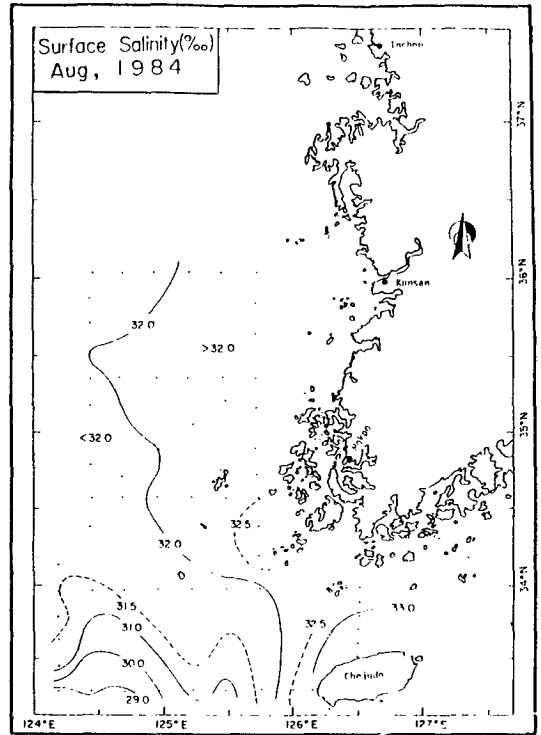 Surface Salinity(‰)
Aug, 1984
Inchon
37°N
Kunsan
36°N
32.0
>32.0
<32.0
Mokpo
35°N
32.5
32.0
34°N
31.5
31.0
30.0
29.0
32.5
33.0
Cheju do
124°E
125°E
126°E
127°E